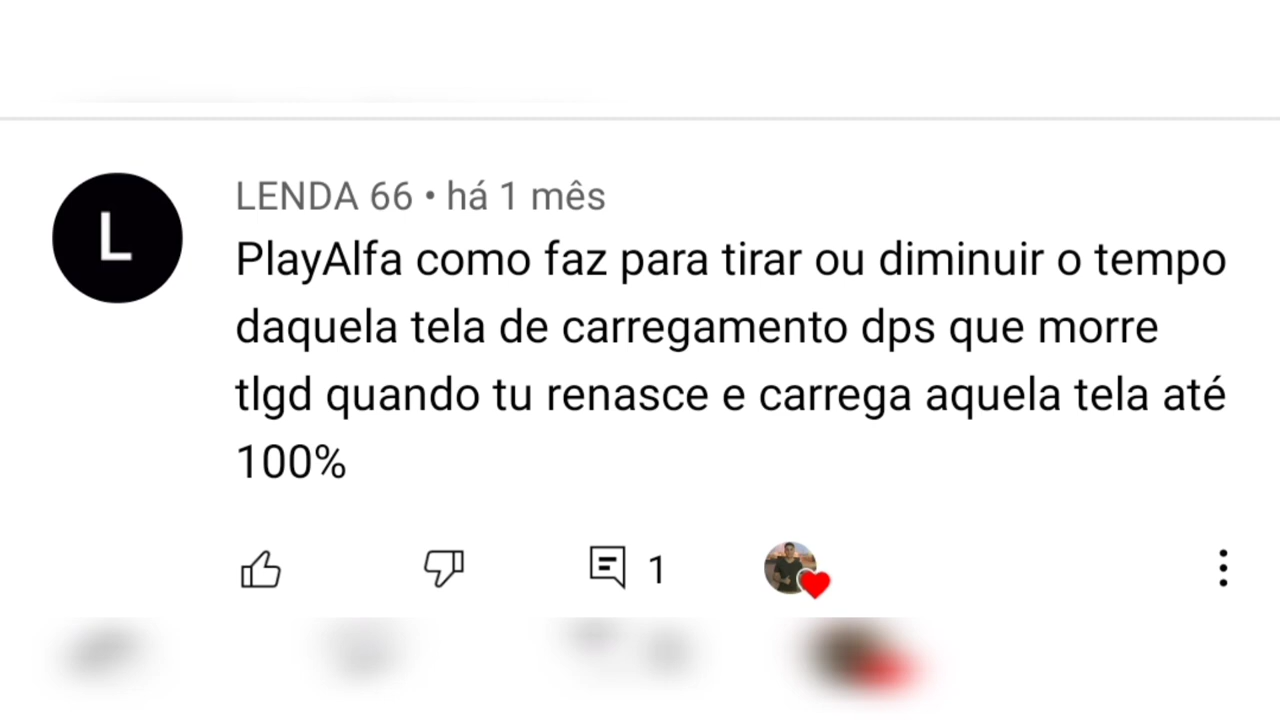 L
LENDA 66 • há 1 mês
PlayAlfa como faz para tirar ou diminuir o tempo
daquela tela de carregamento dps que morre
tlgd quando tu renasce e carrega aquela tela até
100%
1